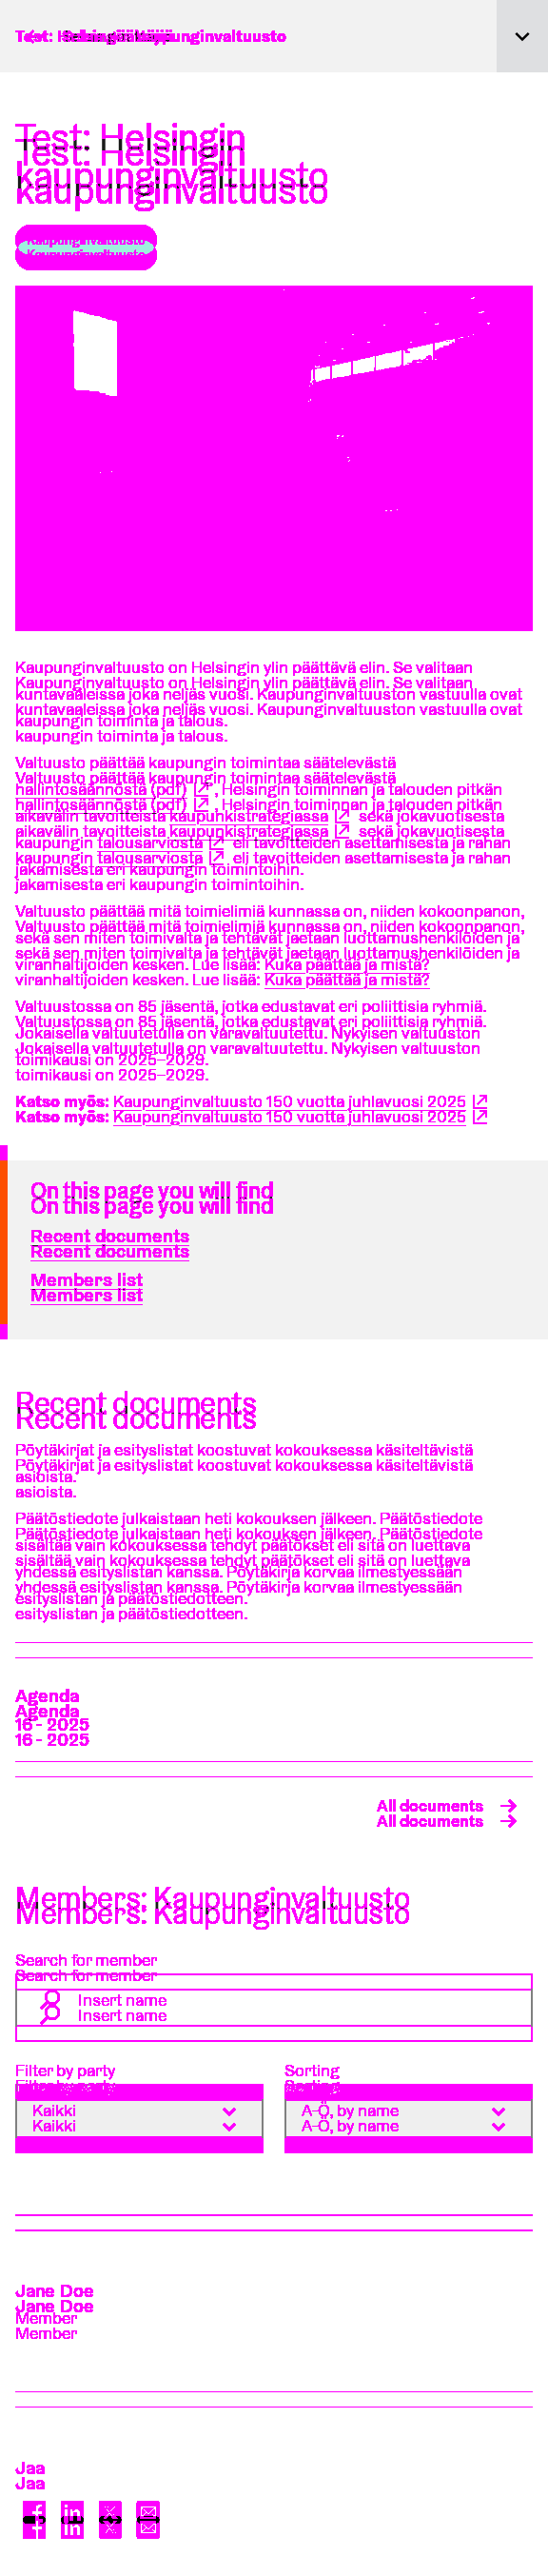 Test: Helsingin kaupunginvaltuusto
Test: Helsingin
kaupunginvaltuusto
Kaupunginvaltuusto
Kaupunginvaltuusto on Helsingin ylin päättävä elin. Se valitaan
kuntavaaleissa joka neljäs vuosi. Kaupunginvaltuuston vastuulla ovat
kaupungin toiminta ja talous.
Valtuusto päättää kaupungin toimintaa säätelevästä
hallintosäännöstä (pdf) , Helsingin toiminnan ja talouden pitkän
aikavälin tavoitteista kaupunkistrategiassa sekä jokavuotisesta
kaupungin talousarviosta eli tavoitteiden asettamisesta ja rahan
jakamisesta eri kaupungin toimintoihin.
Valtuusto päättää mitä toimielimiä kunnassa on, niiden kokoonpanon,
sekä sen miten toimivalta ja tehtävät jaetaan luottamushenkilöiden ja
viranhaltijoiden kesken. Lue lisää: Kuka päättää ja mistä?
Valtuustossa on 85 jäsentä, jotka edustavat eri poliittisia ryhmiä.
Jokaisella valtuutetulla on varavaltuutettu. Nykyisen valtuuston
toimikausi on 2025–2029.
Katso myös: Kaupunginvaltuusto 150 vuotta juhlavuosi 2025
On this page you will find
Recent documents
Members list
Recent documents
Pöytäkirjat ja esityslistat koostuvat kokouksessa käsiteltävistä
asioista.
Päätöstiedote julkaistaan heti kokouksen jälkeen. Päätöstiedote
sisältää vain kokouksessa tehdyt päätökset eli sitä on luettava
yhdessä esityslistan kanssa. Pöytäkirja korvaa ilmestyessään
esityslistan ja päätöstiedotteen.
Agenda
16 - 2025
All documents
Members: Kaupunginvaltuusto
Search for member
Insert name
Filter by party
Kaikki
Sorting
A-Ö, by name
Jane Doe
Member
Jaa